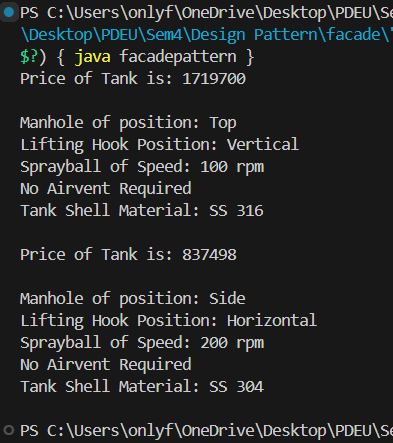 PS C:\Users\onlyf\OneDrive\Desktop\PDEU\Se
\Desktop\PDEU\Sem4\Design Pattern\facade\"
$?) { java facadepattern }
Price of Tank is: 1719700
Manhole of position: Top
Lifting Hook Position: Vertical
Sprayball of Speed: 100 rpm
No Airvent Required
Tank Shell Material: SS 316
Price of Tank is: 837498
Manhole of position: Side
Lifting Hook Position: Horizontal
Sprayball of Speed: 200 rpm
No Airvent Required
Tank Shell Material: SS 304
PS C:\Users\onlyf\OneDrive\Desktop\PDEU\Se